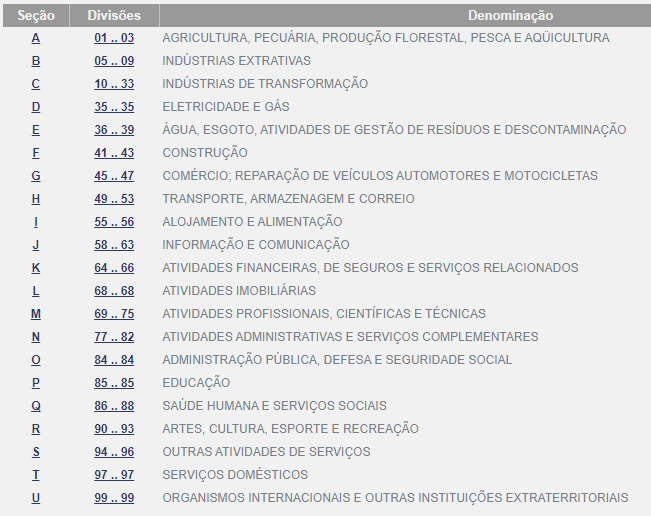 Seção Divisões Denominação
A 01 .. 03 AGRICULTURA, PECUÁRIA, PRODUÇÃO FLORESTAL, PESCA E AQÜICULTURA
B 05 .. 09 INDÚSTRIAS EXTRATIVAS
C 10 .. 33 INDÚSTRIAS DE TRANSFORMAÇÃO
D 35 .. 35 ELETRICIDADE E GÁS
E 36 .. 39 ÁGUA, ESGOTO, ATIVIDADES DE GESTÃO DE RESÍDUOS E DESCONTAMINAÇÃO
F 41 .. 43 CONSTRUÇÃO
G 45 .. 47 COMÉRCIO; REPARAÇÃO DE VEÍCULOS AUTOMOTORES E MOTOCICLETAS
H 49 .. 53 TRANSPORTE, ARMAZENAGEM E CORREIO
I 55 .. 56 ALOJAMENTO E ALIMENTAÇÃO
J 58 .. 63 INFORMAÇÃO E COMUNICAÇÃO
K 64 .. 66 ATIVIDADES FINANCEIRAS, DE SEGUROS E SERVIÇOS RELACIONADOS
L 68 .. 68 ATIVIDADES IMOBILIÁRIAS
M 69 .. 75 ATIVIDADES PROFISSIONAIS, CIENTÍFICAS E TÉCNICAS
N 77 .. 82 ATIVIDADES ADMINISTRATIVAS E SERVIÇOS COMPLEMENTARES
O 84 .. 84 ADMINISTRAÇÃO PÚBLICA, DEFESA E SEGURIDADE SOCIAL
P 85 .. 85 EDUCAÇÃO
Q 86 .. 88 SAÚDE HUMANA E SERVIÇOS SOCIAIS
R 90 .. 93 ARTES, CULTURA, ESPORTE E RECREAÇÃO
S 94 .. 96 OUTRAS ATIVIDADES DE SERVIÇOS
T 97 .. 97 SERVIÇOS DOMÉSTICOS
U 99 .. 99 ORGANISMOS INTERNACIONAIS E OUTRAS INSTITUIÇÕES EXTRATERRITORIAIS